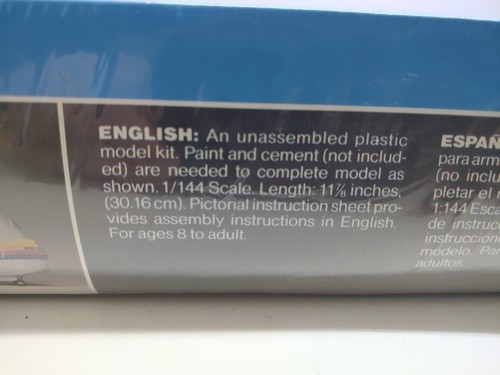 ENGLISH: An unassembled plastic
model kit. Paint and cement (not includ-
ed) are needed to complete model as
shown. 1/144 Scale. Length: 11⅞ inches,
(30.16 cm). Pictorial instruction sheet pro-
vides assembly instructions in English.
For ages 8 to adult.
ESPAÑ
para arm
(no inclu
pletar el
1:144 Esca
de instruc
instruccione
modelo. Par
adultos.